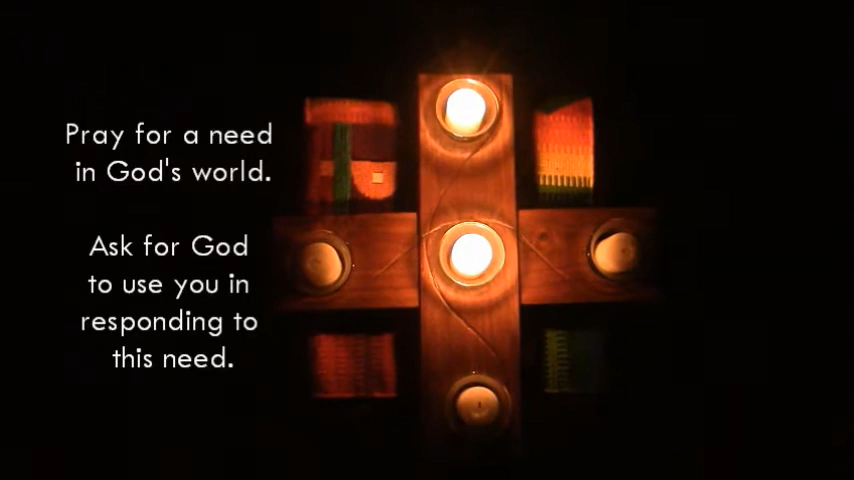 Pray for a need
in God's world.
Ask for God
to use you in
responding to
this need.